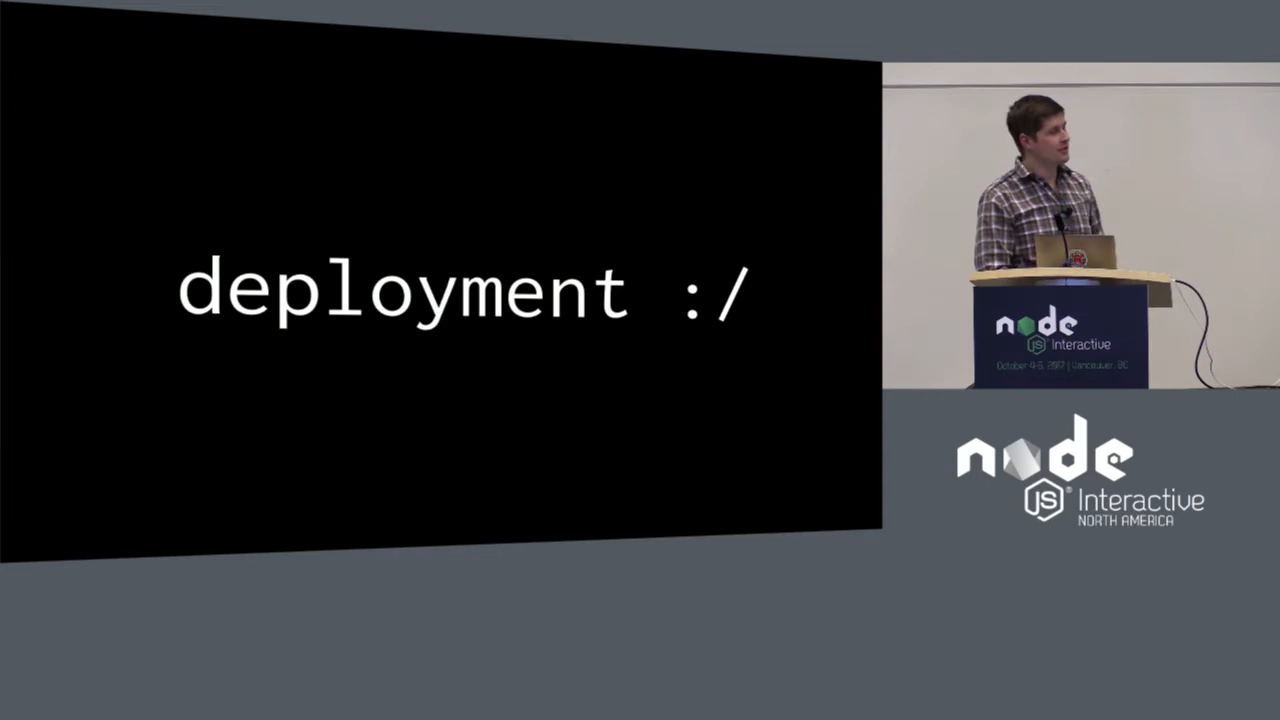 deployment :/
node
JS Interactive
October 4-6, 2017 | Vancouver, BC
node
JS® Interactive
NORTH AMERICA